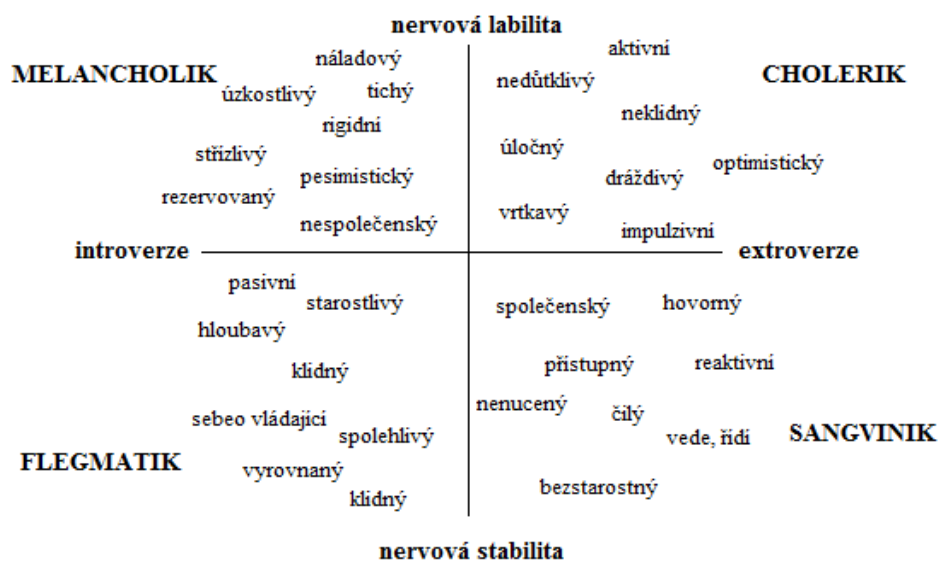 nervová labilita
MELANCHOLIK
náladový
úzkostlivý
tichý
rigidní
střízlivý
pesimistický
rezervovaný
nespolečenský
aktivní
CHOLERIK
nedůtklivý
neklidný
úločný
optimistický
dráždivý
vrtkavý
impulzivní
introverze
extroverze
pasivní
starostlivý
hloubavý
klidný
sebeo vládající
spolehlivý
FLEGMATIK
vyrovnaný
klidný
společenský
hovorný
přístupný
reaktivní
nenucený
čilý
vede, řídí
SANGVINIK
bezstarostný
nervová stabilita